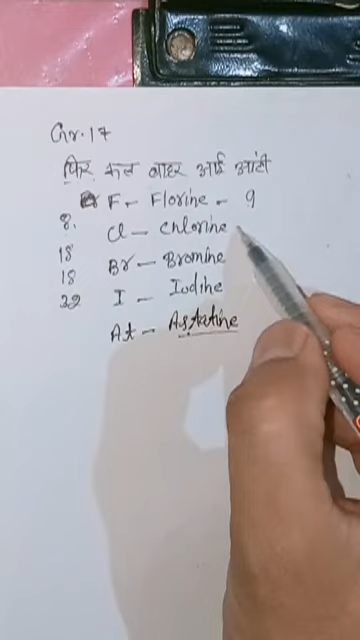 Gr. 17
फिर कल बाहर आई आंटी
F - Florine - 9
8. Cl - Chlorine
18 Br - Bromine
18 I - Iodine
32 At - Astatine